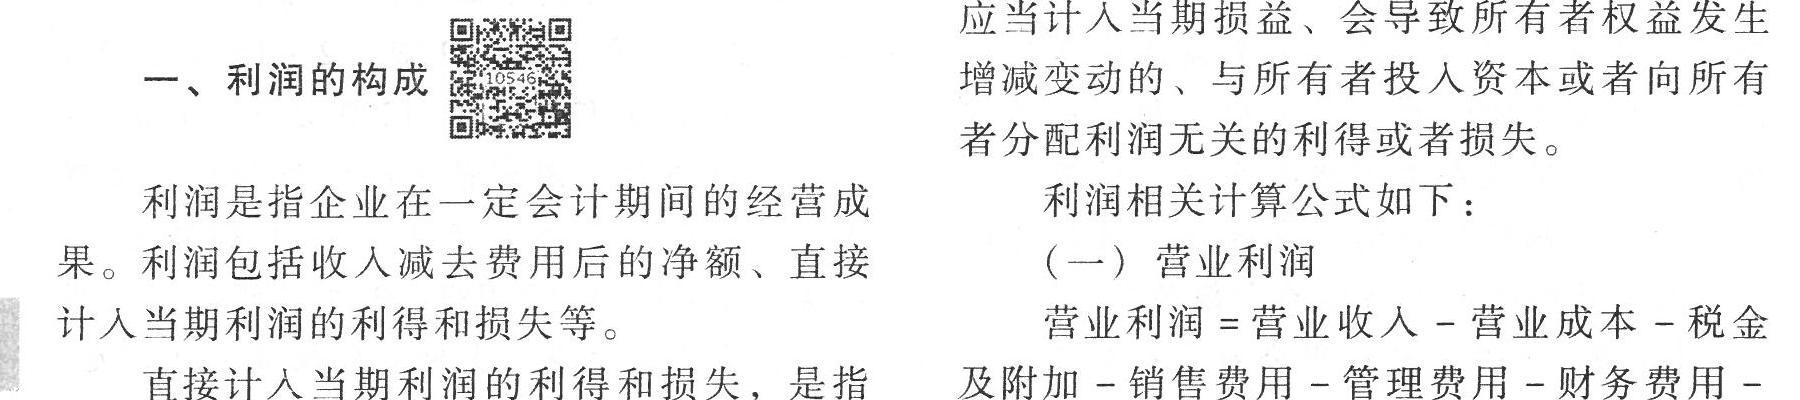 一、利润的构成
10546
利润是指企业在一定会计期间的经营成
果。利润包括收入减去费用后的净额、直接
计入当期利润的利得和损失等。
直接计入当期利润的利得和损失，是指
应当计入当期损益、会导致所有者权益发生
增减变动的、与所有者投入资本或者向所有
者分配利润无关的利得或者损失。
利润相关计算公式如下：
（一）营业利润
营业利润=营业收入-营业成本-税金
及附加-销售费用-管理费用-财务费用-